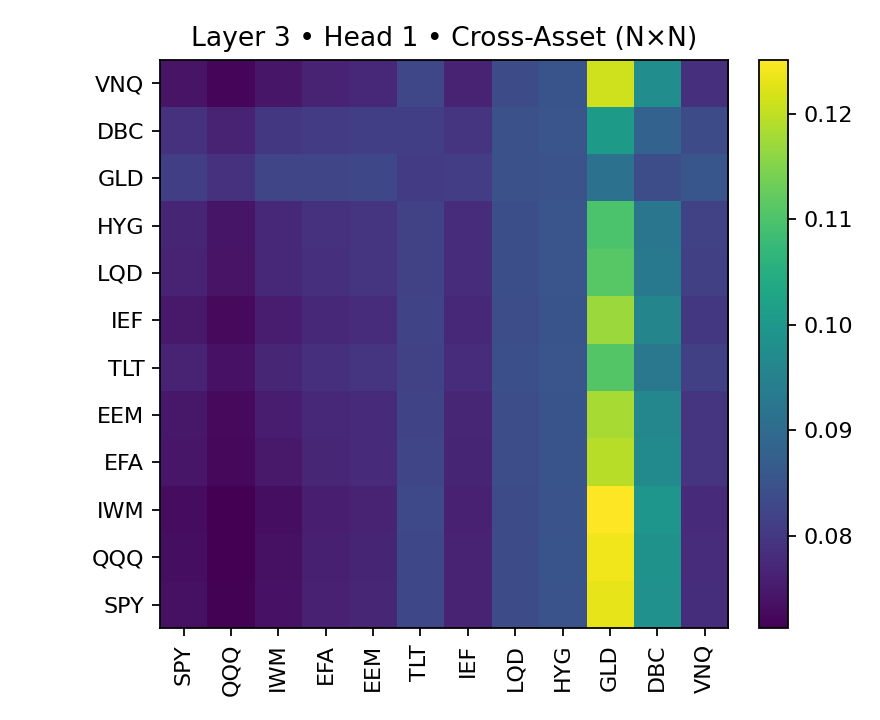 Layer 3 • Head 1 • Cross-Asset (N×N)
VNQ
DBC
GLD
HYG
LQD
IEF
TLT
EEM
EFA
IWM
QQQ
SPY
SPY
QQQ
IWM
EFA
EEM
TLT
IEF
LQD
HYG
GLD
DBC
VNQ
0.12
0.11
0.10
0.09
0.08